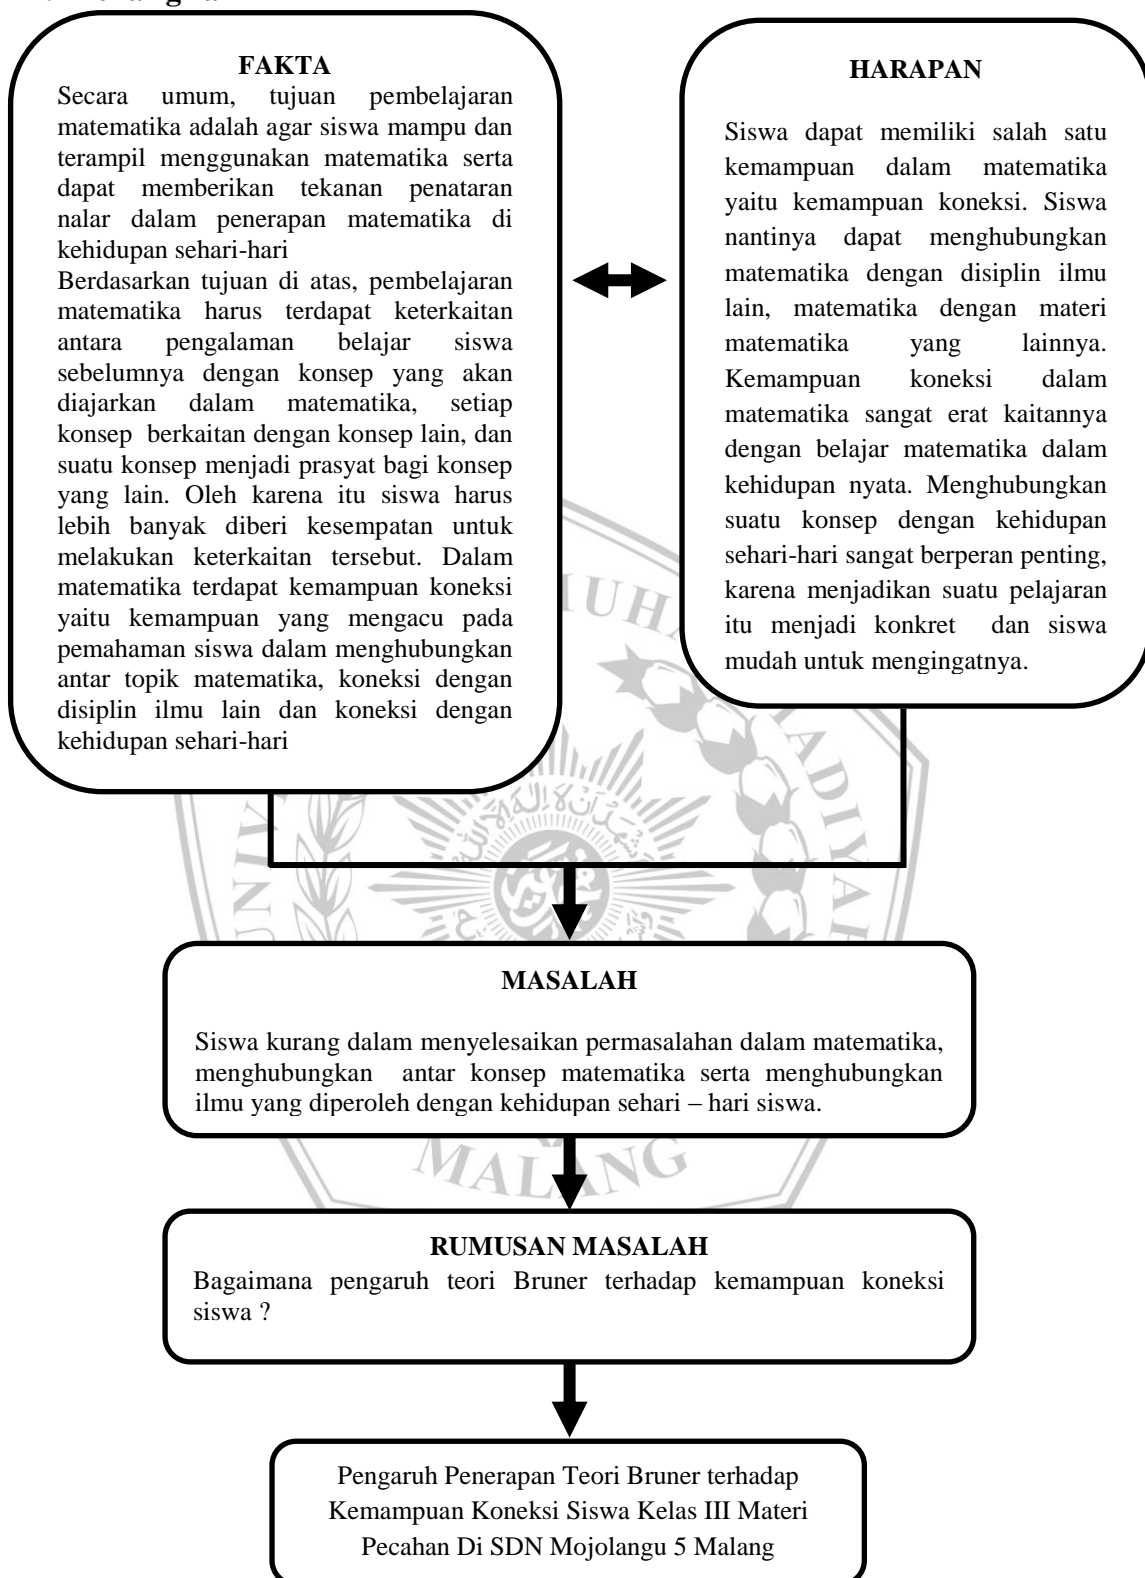 FAKTA
Secara umum, tujuan pembelajaran
matematika adalah agar siswa mampu dan
terampil menggunakan matematika serta
dapat memberikan tekanan penataran
nalar dalam penerapan matematika di
kehidupan sehari-hari
Berdasarkan tujuan di atas, pembelajaran
matematika harus terdapat keterkaitan
antara pengalaman belajar siswa
sebelumnya dengan konsep yang akan
diajarkan dalam matematika, setiap
konsep berkaitan dengan konsep lain, dan
suatu konsep menjadi prasyat bagi konsep
yang lain. Oleh karena itu siswa harus
lebih banyak diberi kesempatan untuk
melakukan keterkaitan tersebut. Dalam
matematika terdapat kemampuan koneksi
yaitu kemampuan yang mengacu pada
pemahaman siswa dalam menghubungkan
antar topik matematika, koneksi dengan
disiplin ilmu lain dan koneksi dengan
kehidupan sehari-hari
HARAPAN
Siswa dapat memiliki salah satu
kemampuan dalam matematika
yaitu kemampuan koneksi. Siswa
nantinya dapat menghubungkan
matematika dengan disiplin ilmu
lain, matematika dengan materi
matematika yang lainnya.
Kemampuan koneksi dalam
matematika sangat erat kaitannya
dengan belajar matematika dalam
kehidupan nyata. Menghubungkan
suatu konsep dengan kehidupan
sehari-hari sangat berperan penting,
karena menjadikan suatu pelajaran
itu menjadi konkret dan siswa
mudah untuk mengingatnya.
MASALAH
Siswa kurang dalam menyelesaikan permasalahan dalam matematika,
menghubungkan antar konsep matematika serta menghubungkan
ilmu yang diperoleh dengan kehidupan sehari – hari siswa.
MALANG
RUMUSAN MASALAH
Bagaimana pengaruh teori Bruner terhadap kemampuan koneksi
siswa ?
Pengaruh Penerapan Teori Bruner terhadap
Kemampuan Koneksi Siswa Kelas III Materi
Pecahan Di SDN Mojolangu 5 Malang